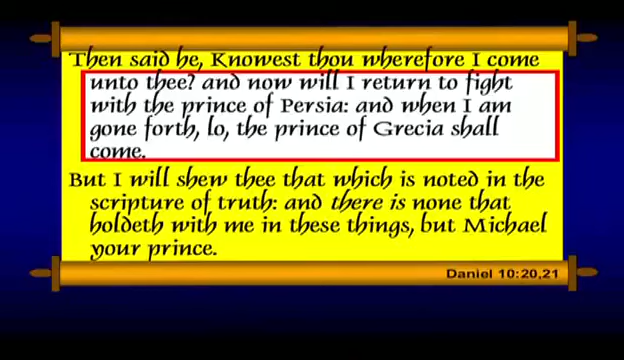 Then said he, Knowest thou wherefore I come
unto thee? and now will I return to fight
with the prince of Persia: and when I am
gone forth, lo, the prince of Grecia shall
come.
But I will shew thee that which is noted in the
scripture of truth: and there is none that
holdeth with me in these things, but Michael
your prince.
Daniel 10:20,21